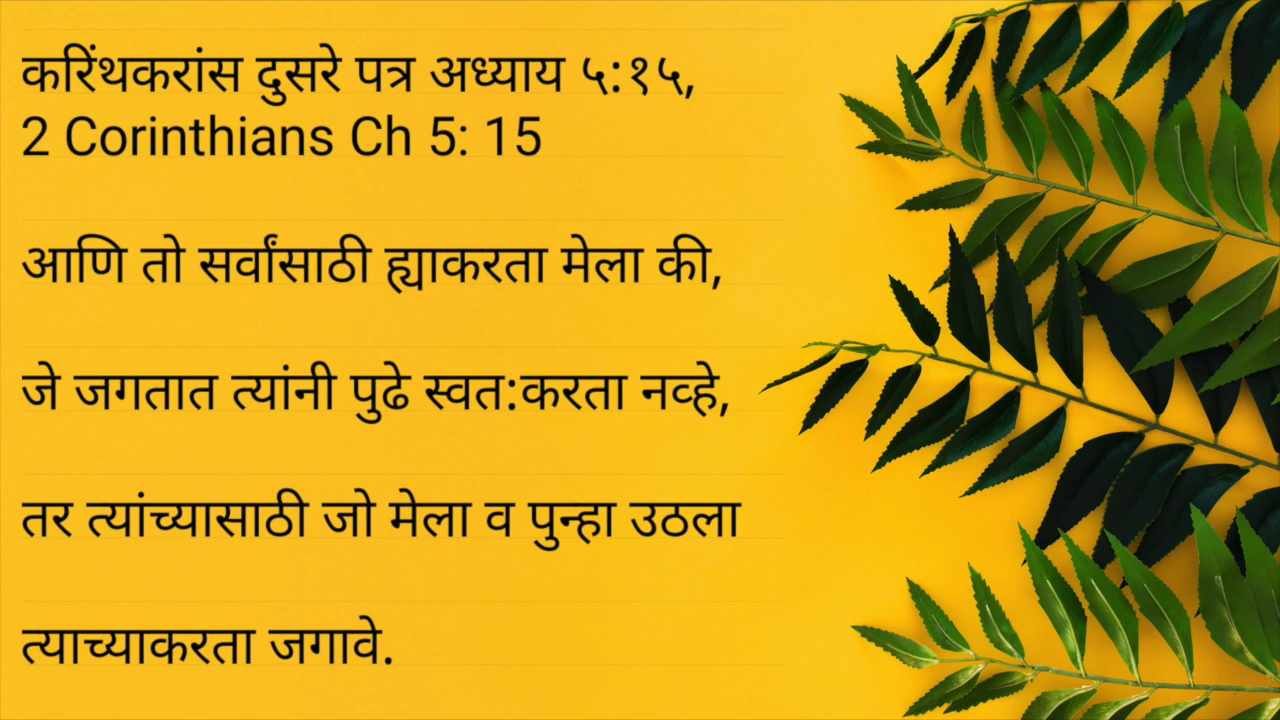 करिंथकरांस दुसरे पत्र अध्याय ५:१५,
2 Corinthians Ch 5: 15
आणि तो सर्वांसाठी ह्याकरता मेला की,
जे जगतात त्यांनी पुढे स्वत:करता नव्हे,
तर त्यांच्यासाठी जो मेला व पुन्हा उठला
त्याच्याकरता जगावे.